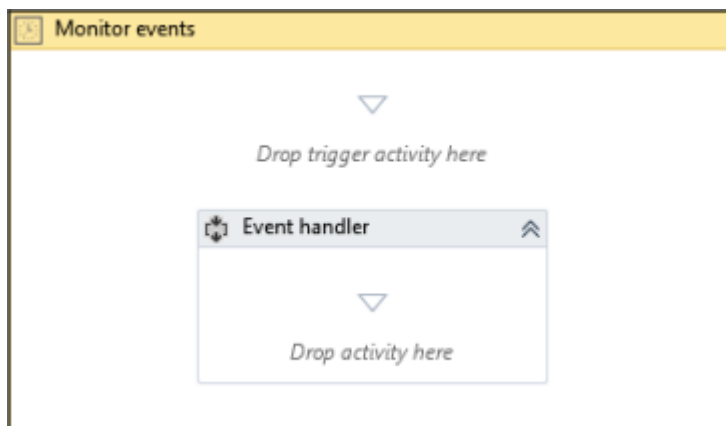 Monitor events
Drop trigger activity here
Event handler
Drop activity here